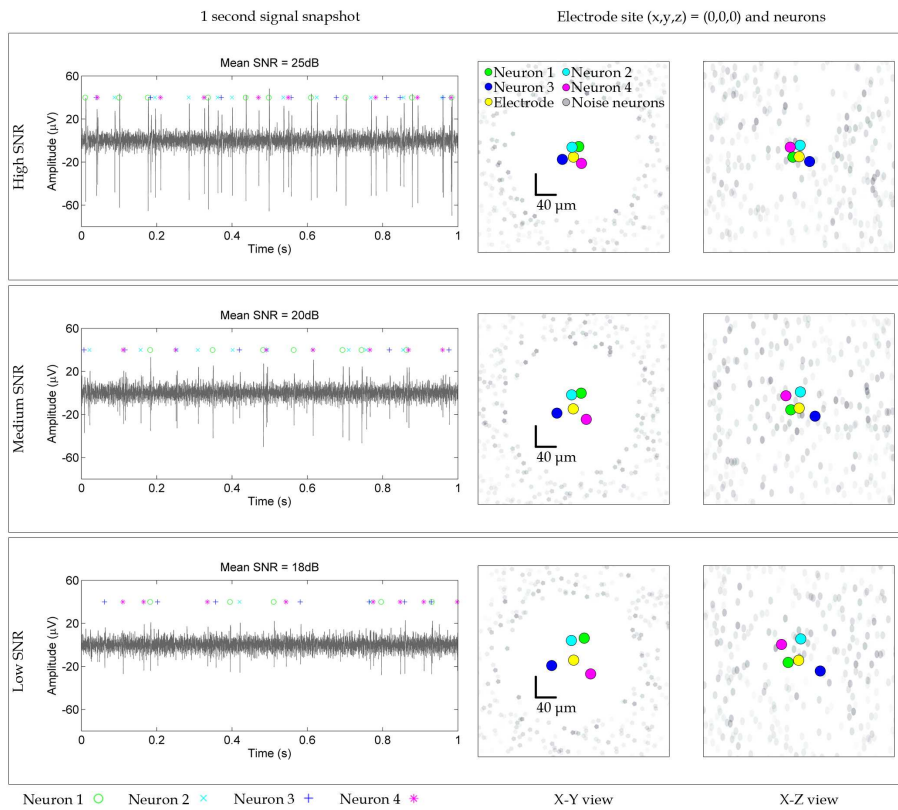 1 second signal snapshot
Electrode site (x,y,z) = (0,0,0) and neurons
High SNR
Mean SNR = 25dB
Amplitude (µV)
60
20
-20
-60
0 0.2 0.4 0.6 0.8 1
Time (s)
Neuron 1 Neuron 2
Neuron 3 Neuron 4
Electrode Noise neurons
40 µm
Medium SNR
Mean SNR = 20dB
Amplitude (µV)
60
20
-20
-60
0 0.2 0.4 0.6 0.8 1
Time (s)
40 µm
Low SNR
Mean SNR = 18dB
Amplitude (µV)
60
20
-20
-60
0 0.2 0.4 0.6 0.8 1
Time (s)
40 µm
Neuron 1 Neuron 2 Neuron 3 Neuron 4
X-Y view
X-Z view